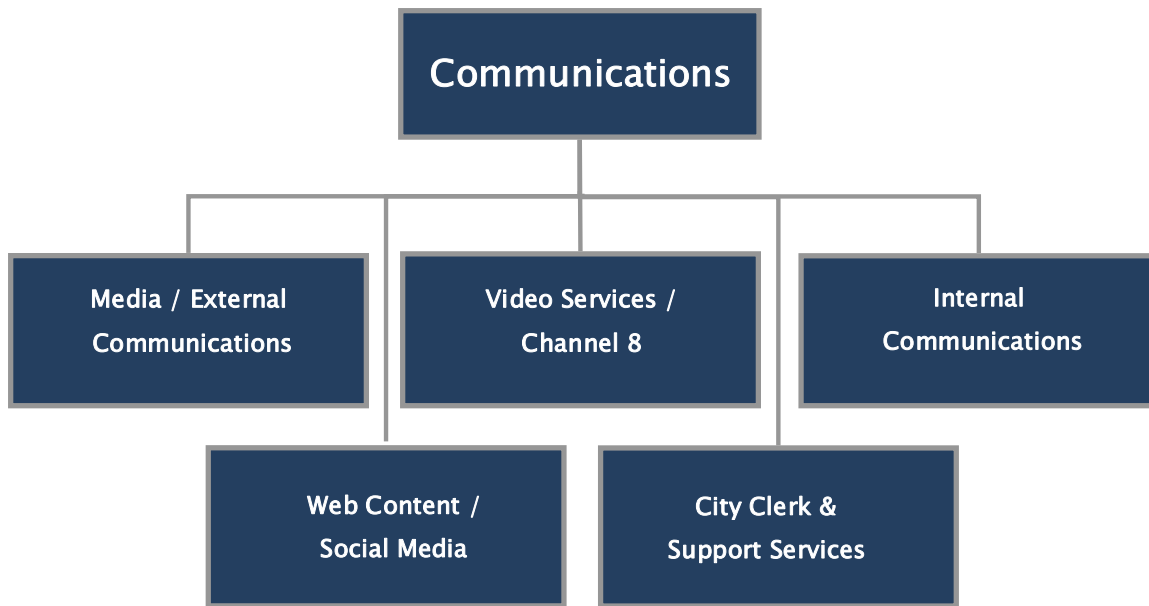 Communications
Media / External
Communications
Video Services /
Channel 8
Internal
Communications
Web Content /
Social Media
City Clerk &
Support Services